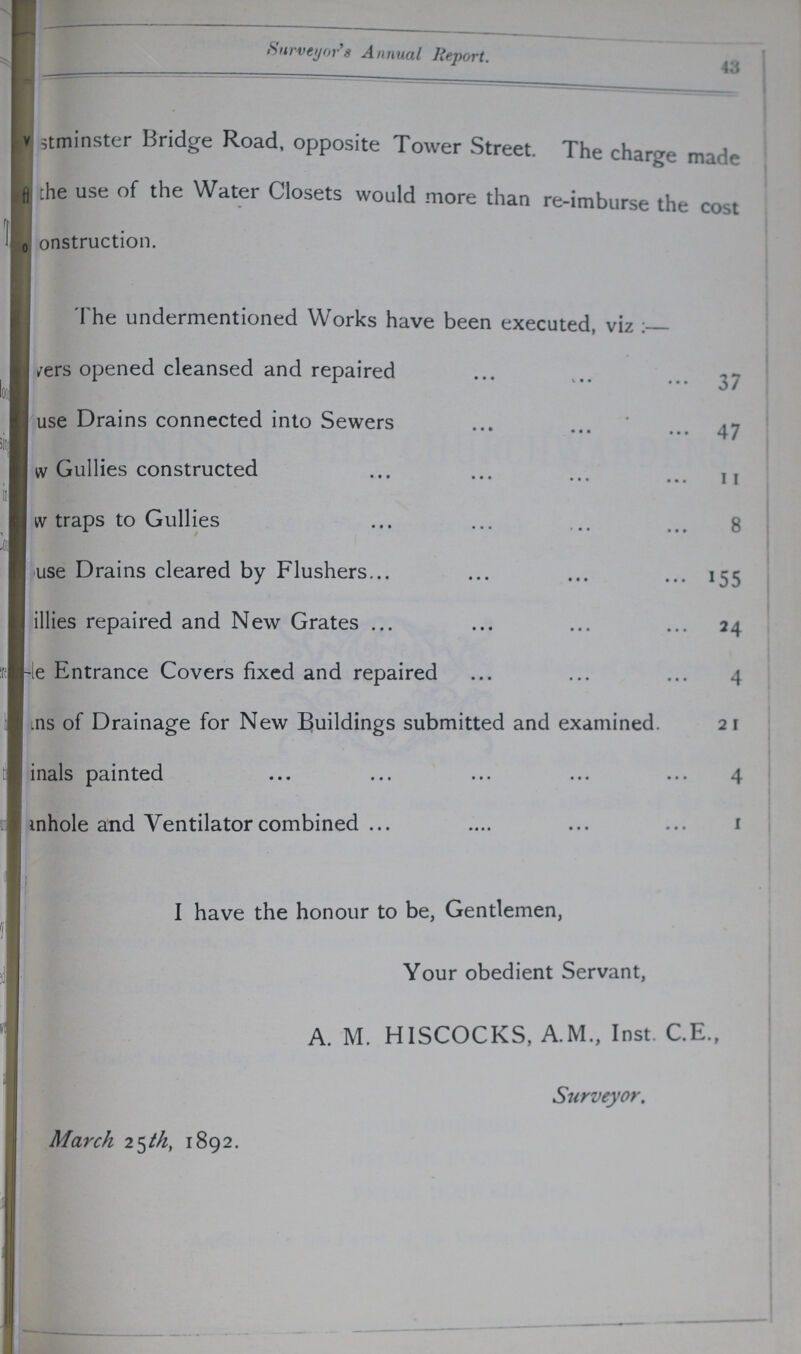 Surveyor's Annual Report. 43
stminster Bridge Road, opposite Tower Street. The charge made
the use of the Water Closets would more than re-imburse the cost
onstruction.
The undermentioned Works have been executed, viz :—
vers opened cleansed and repaired ... ... ... 37
use Drains connected into Sewers ... ... ... 47
w Gullies constructed ... ... ... ... 11
w traps to Gullies ... ... ... ... 8
use Drains cleared by Flushers... ... ... ... 155
illies repaired and New Grates ... ... ... ... 24
le Entrance Covers fixed and repaired ... ... ... 4
ns of Drainage for New Buildings submitted and examined. 21
inals painted ... ... ... ... ... 4
anhole and Ventilator combined ... .... ... ... 1
I have the honour to be, Gentlemen,
Your obedient Servant,
A. M. HISCOCKS, A.M., Inst. C.E.,
Surveyor.
March 25th, 1892.